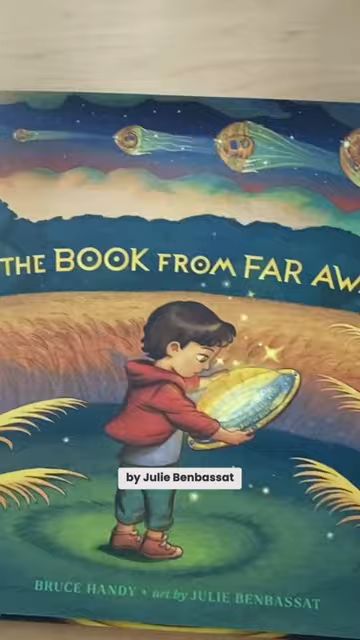 THE BOOK FROM FAR AW
by Julie Benbassat
BRUCE HANDY • art by JULIE BENBASSAT